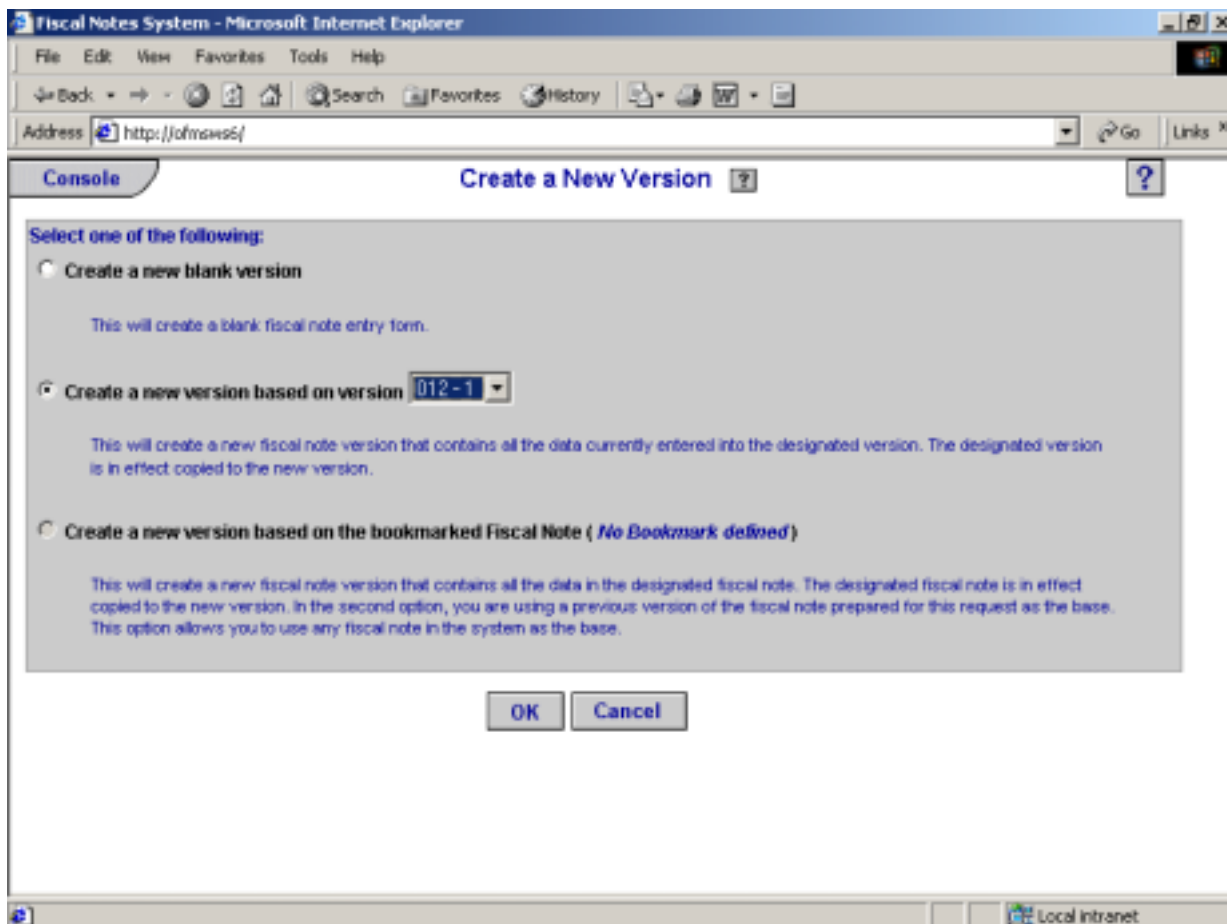 Fiscal Notes System - Microsoft Internet Explorer
File Edit View Favorites Tools Help
Back Search Favorites History
Address http://ofmsws6/ Go Links
Console Create a New Version ? ?
Select one of the following:
Create a new blank version
This will create a blank fiscal note entry form.
Create a new version based on version 012 - 1
This will create a new fiscal note version that contains all the data currently entered into the designated version. The designated version
is in effect copied to the new version.
Create a new version based on the bookmarked Fiscal Note ( No Bookmark defined )
This will create a new fiscal note version that contains all the data in the designated fiscal note. The designated fiscal note is in effect
copied to the new version. In the second option, you are using a previous version of the fiscal note prepared for this request as the base.
This option allows you to use any fiscal note in the system as the base.
OK Cancel
Local intranet